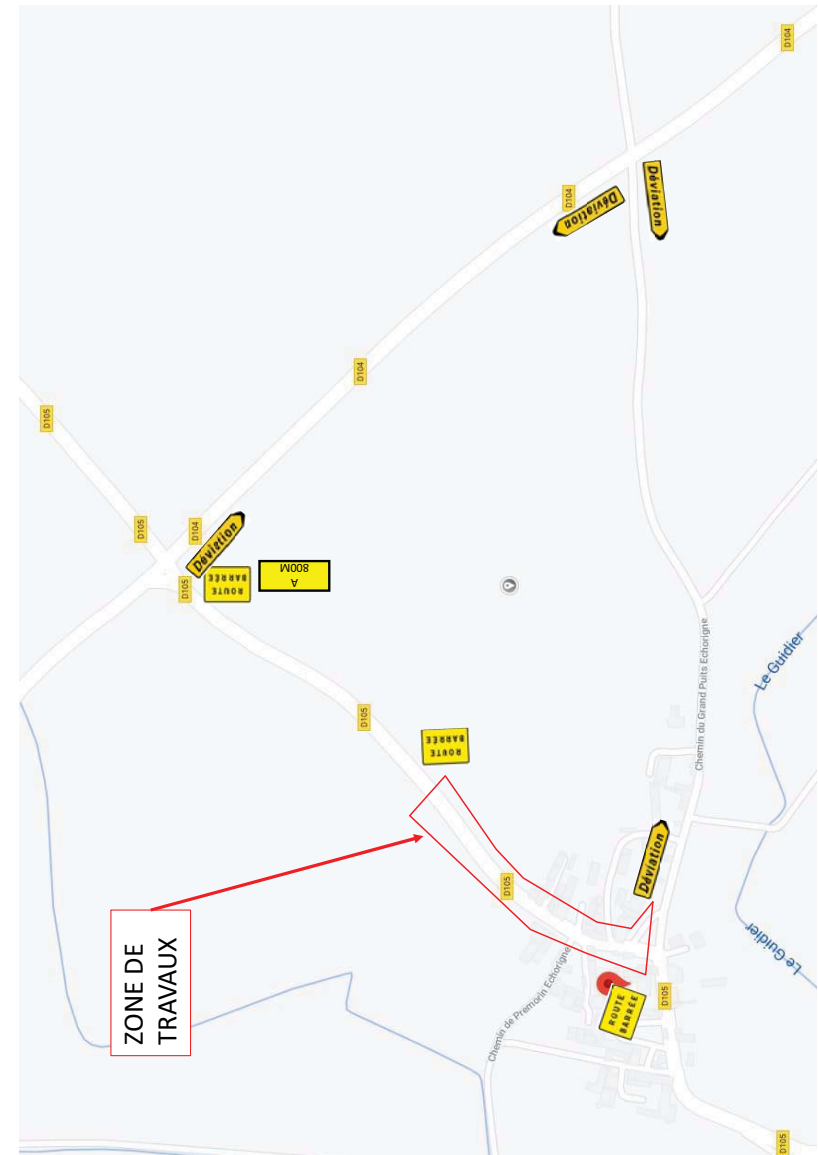 D104
D105
Déviation
D104
Déviation
D104
D105
D104
Déviation
D105
ROUTE
BARRÉE
A
800M
D105
ROUTE
BARRÉE
ZONE DE
TRAVAUX
D105
Chemin du Grand Puits Echorigne
Le Guidier
Déviation
Chemin de Premorin Echorigne
Le Guidier
ROUTE
BARRÉE
D105
D105